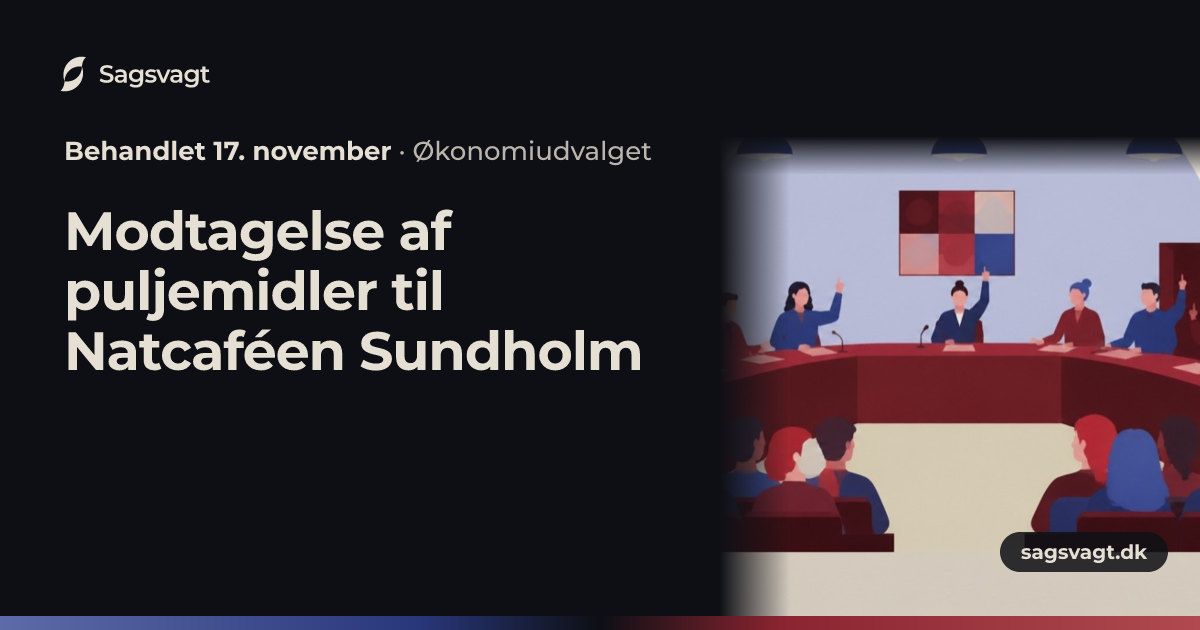 Sagsvagt
Behandlet 17. november · Økonomiudvalget
Modtagelse af
puljemidler til
Natcaféen Sundholm
sagsvagt.dk